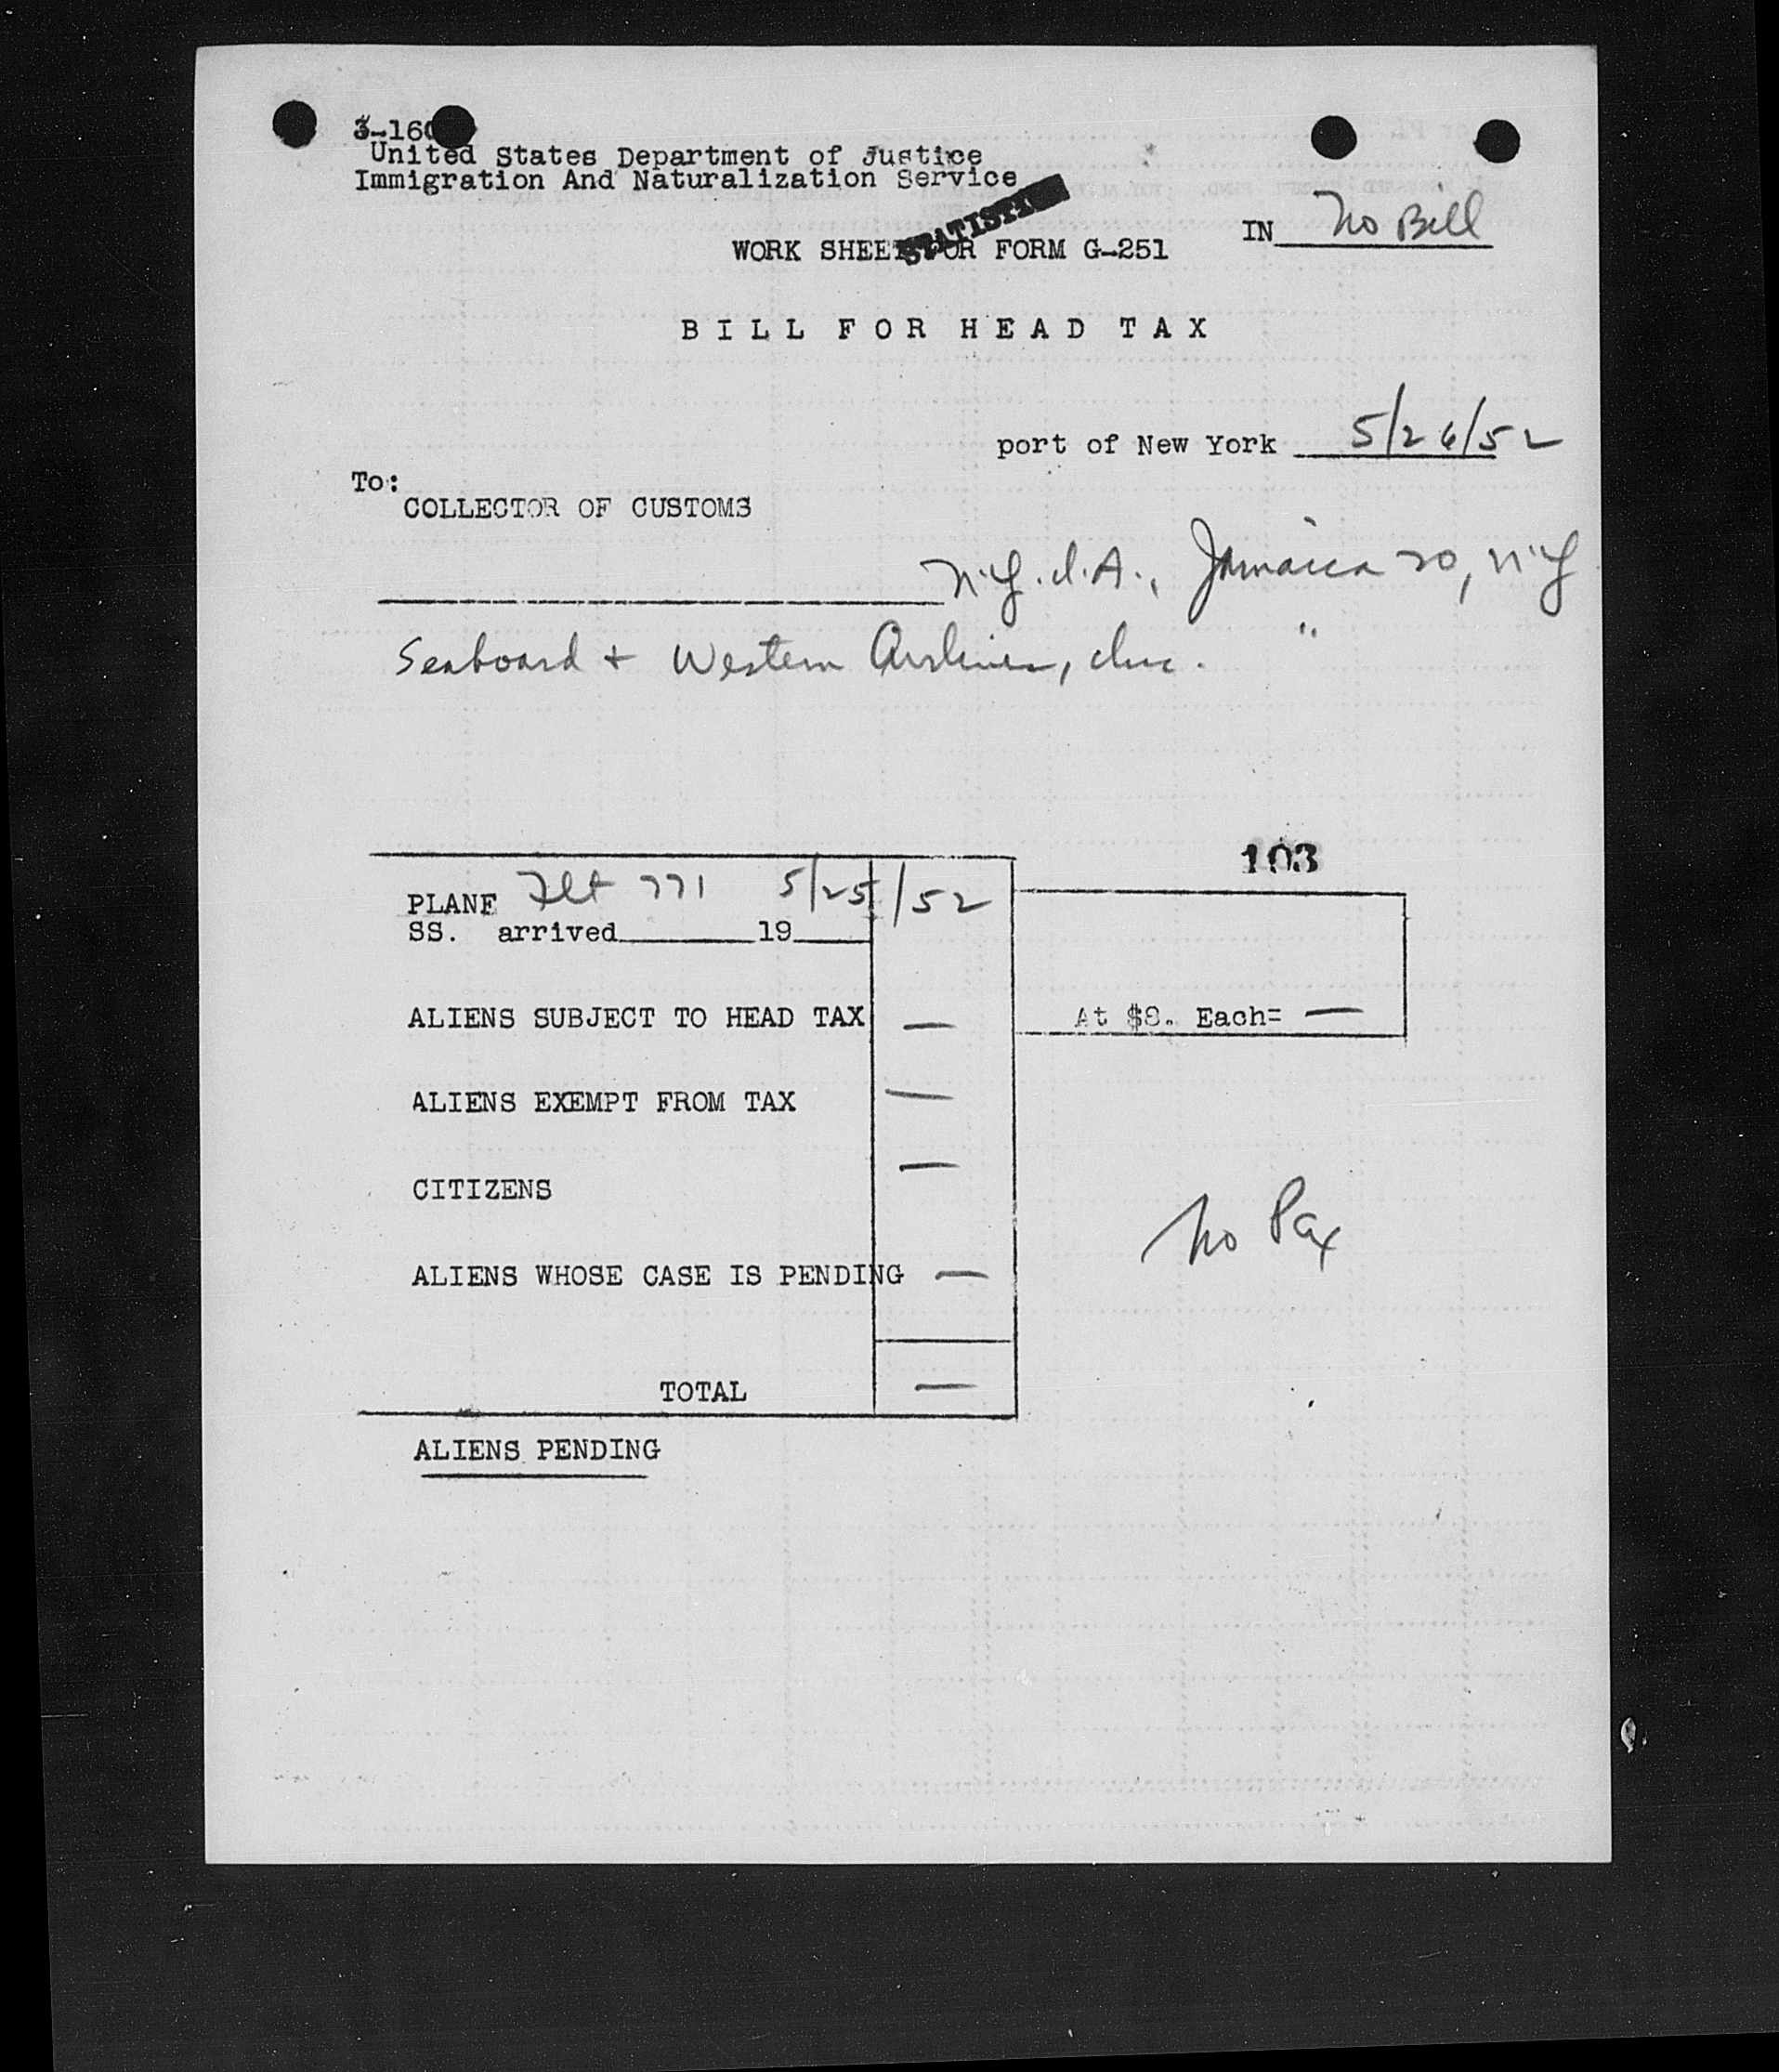 3-160
United States Department of Justice
Immigration And Naturalization Service
STATISTICS
IN No Bill
WORK SHEET FOR FORM G-251
BILL FOR HEAD TAX
port of New York 5/26/52
To:
COLLECTOR OF CUSTOMS
N.Y.I.A., Jamaica 20, N.Y
Seaboard + Western Airlines, Inc. "
103
PLANE Flt 771 5/25/52
SS. arrived 19
ALIENS SUBJECT TO HEAD TAX — At $8. Each= —
ALIENS EXEMPT FROM TAX —
CITIZENS —
No Pax
ALIENS WHOSE CASE IS PENDING —
TOTAL —
ALIENS PENDING